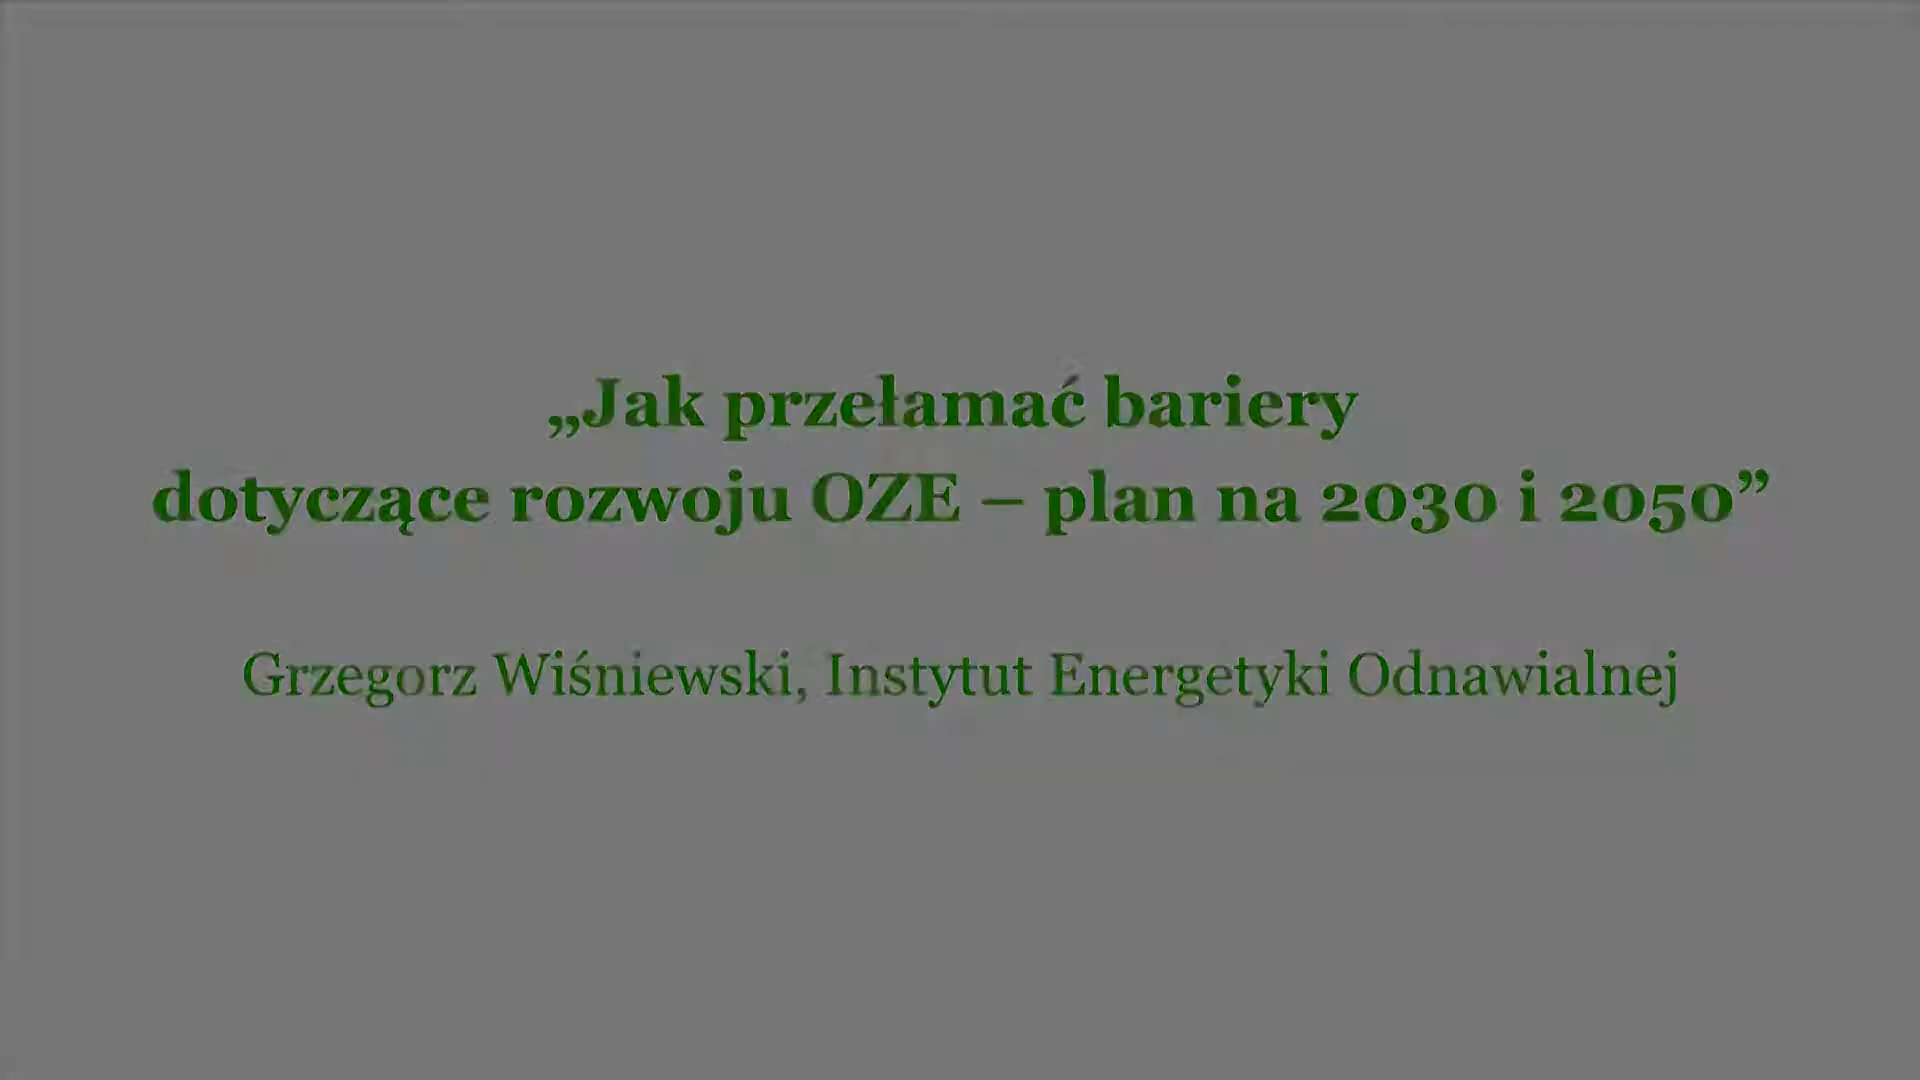 „Jak przełamać bariery
dotyczące rozwoju OZE – plan na 2030 i 2050”
Grzegorz Wiśniewski, Instytut Energetyki Odnawialnej